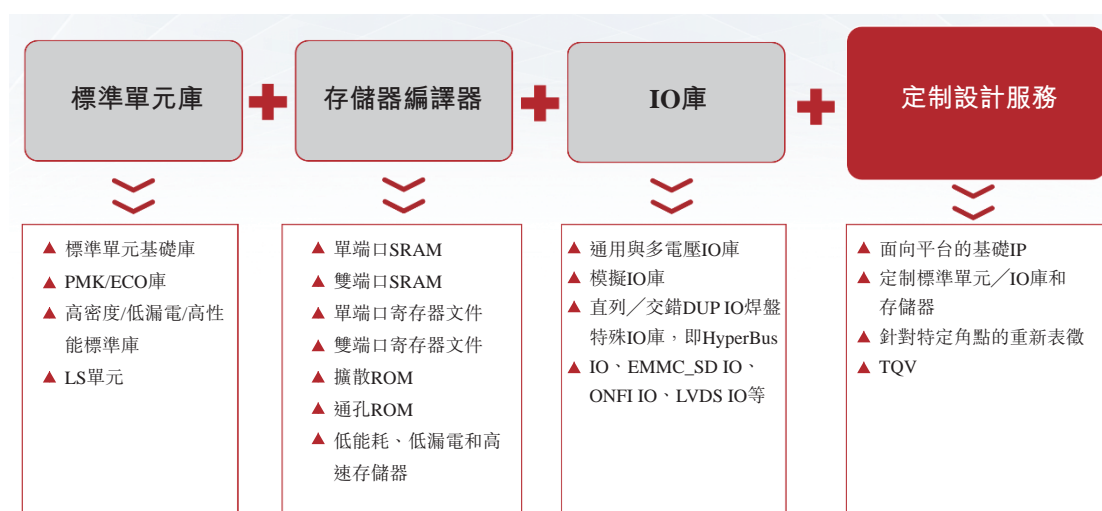 標準單元庫
存儲器編譯器
IO庫
定制設計服務
標準單元基礎庫
PMK/ECO庫
高密度/低漏電/高性
能標準庫
LS單元
單端口SRAM
雙端口SRAM
單端口寄存器文件
雙端口寄存器文件
擴散ROM
通孔ROM
低能耗、低漏電和高
速存儲器
通用與多電壓IO庫
模擬IO庫
直列／交錯DUP IO焊盤
特殊IO庫，即HyperBus
IO、EMMC_SD IO、
ONFI IO、LVDS IO等
面向平台的基礎IP
定制標準單元／IO庫和
存儲器
針對特定角點的重新表徵
TQV